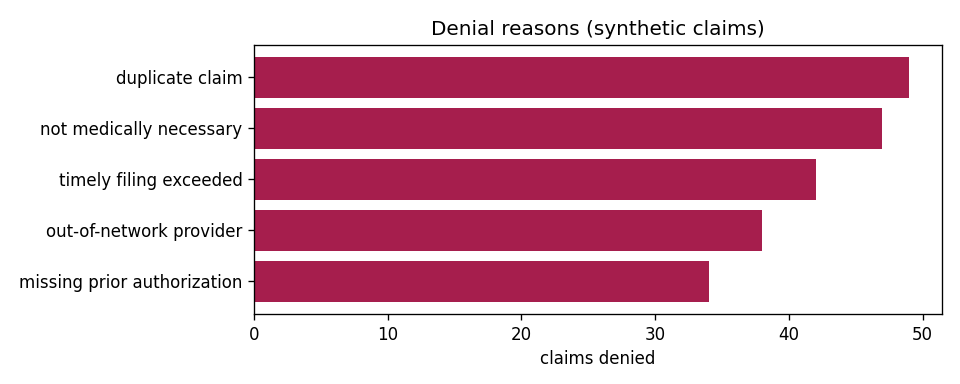 Denial reasons (synthetic claims)
duplicate claim
not medically necessary
timely filing exceeded
out-of-network provider
missing prior authorization
0 10 20 30 40 50
claims denied